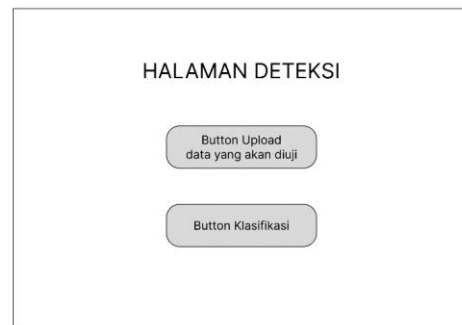 HALAMAN DETEKSI
Button Upload
data yang akan diuji
Button Klasifikasi